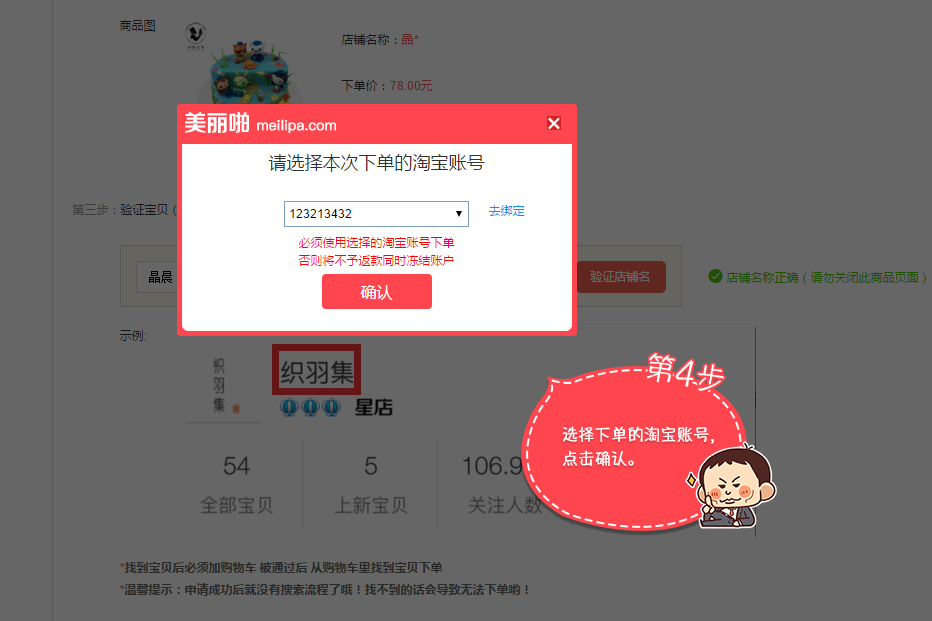 商品图
店铺名称：晶*
下单价：78.00元
美丽啪 meilipa.com
请选择本次下单的淘宝账号
123213432
去绑定
必须使用选择的淘宝账号下单
否则将不予返款同时冻结账户
确认
第三步：验证宝贝（
晶晨
验证店铺名
店铺名称正确（请勿关闭此商品页面）
示例:
织羽集
织羽集
星店
第4步
选择下单的淘宝账号，
点击确认。
54
5
106.9
全部宝贝
上新宝贝
关注人数
*找到宝贝后必须加购物车 被通过后 从购物车里找到宝贝下单
*温馨提示：申请成功后就没有搜索流程了哦！找不到的话会导致无法下单哟！